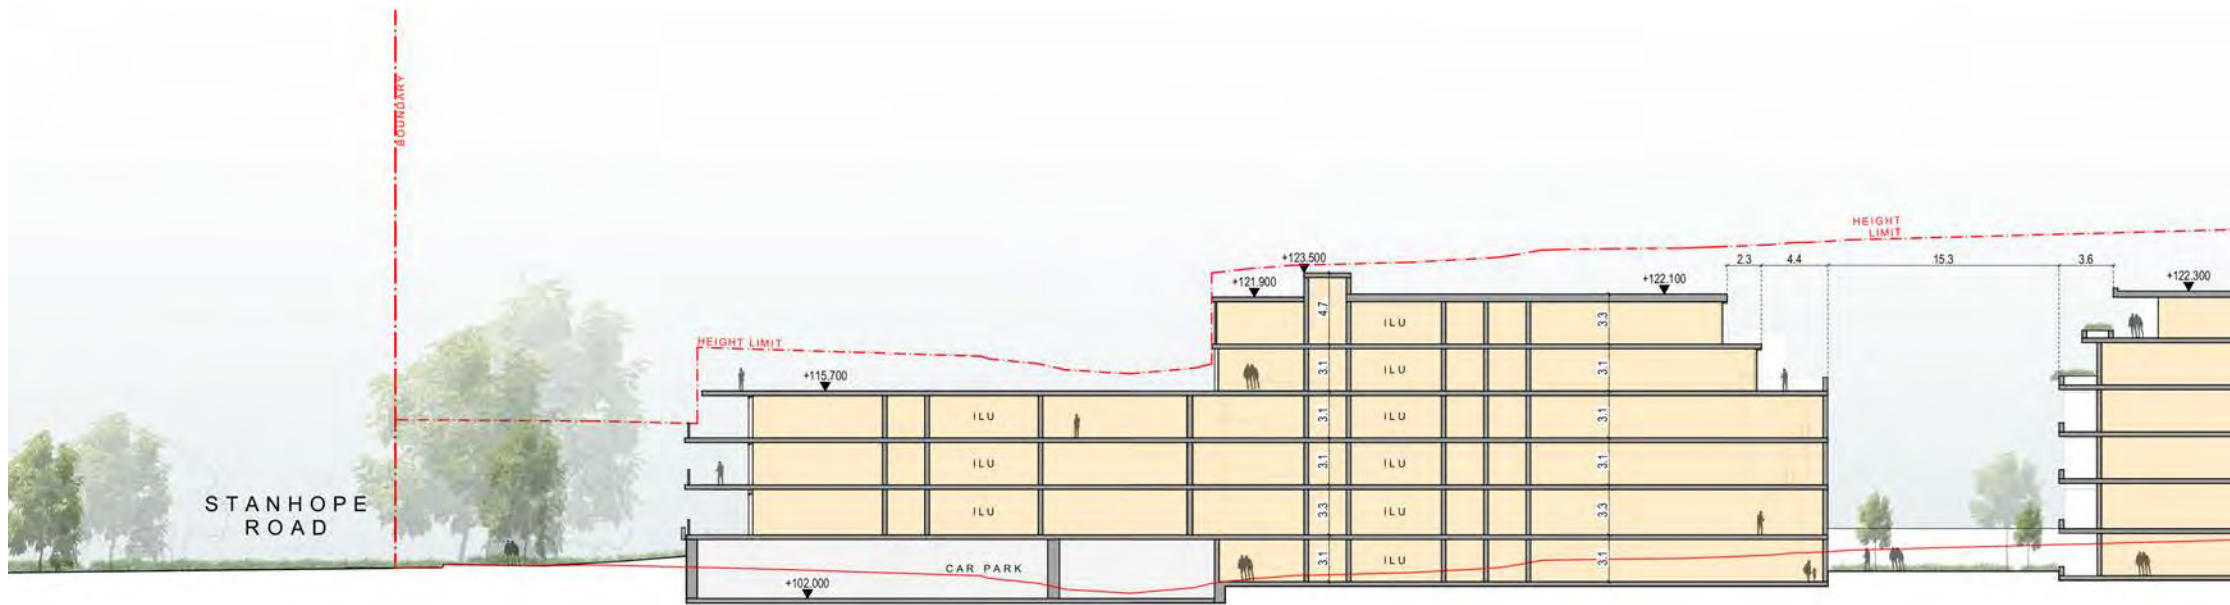 BOUNDARY
HEIGHT
LIMIT
+123.500
2.3
4.4
15.3
3.6
+121.900
+122.100
+122.300
4.7
ILU
3.3
HEIGHT LIMIT
+115.700
3.1
ILU
3.1
ILU
3.1
ILU
3.1
ILU
3.1
ILU
3.1
STANHOPE
ROAD
ILU
3.3
ILU
3.3
CAR PARK
3.1
ILU
3.1
+102.000